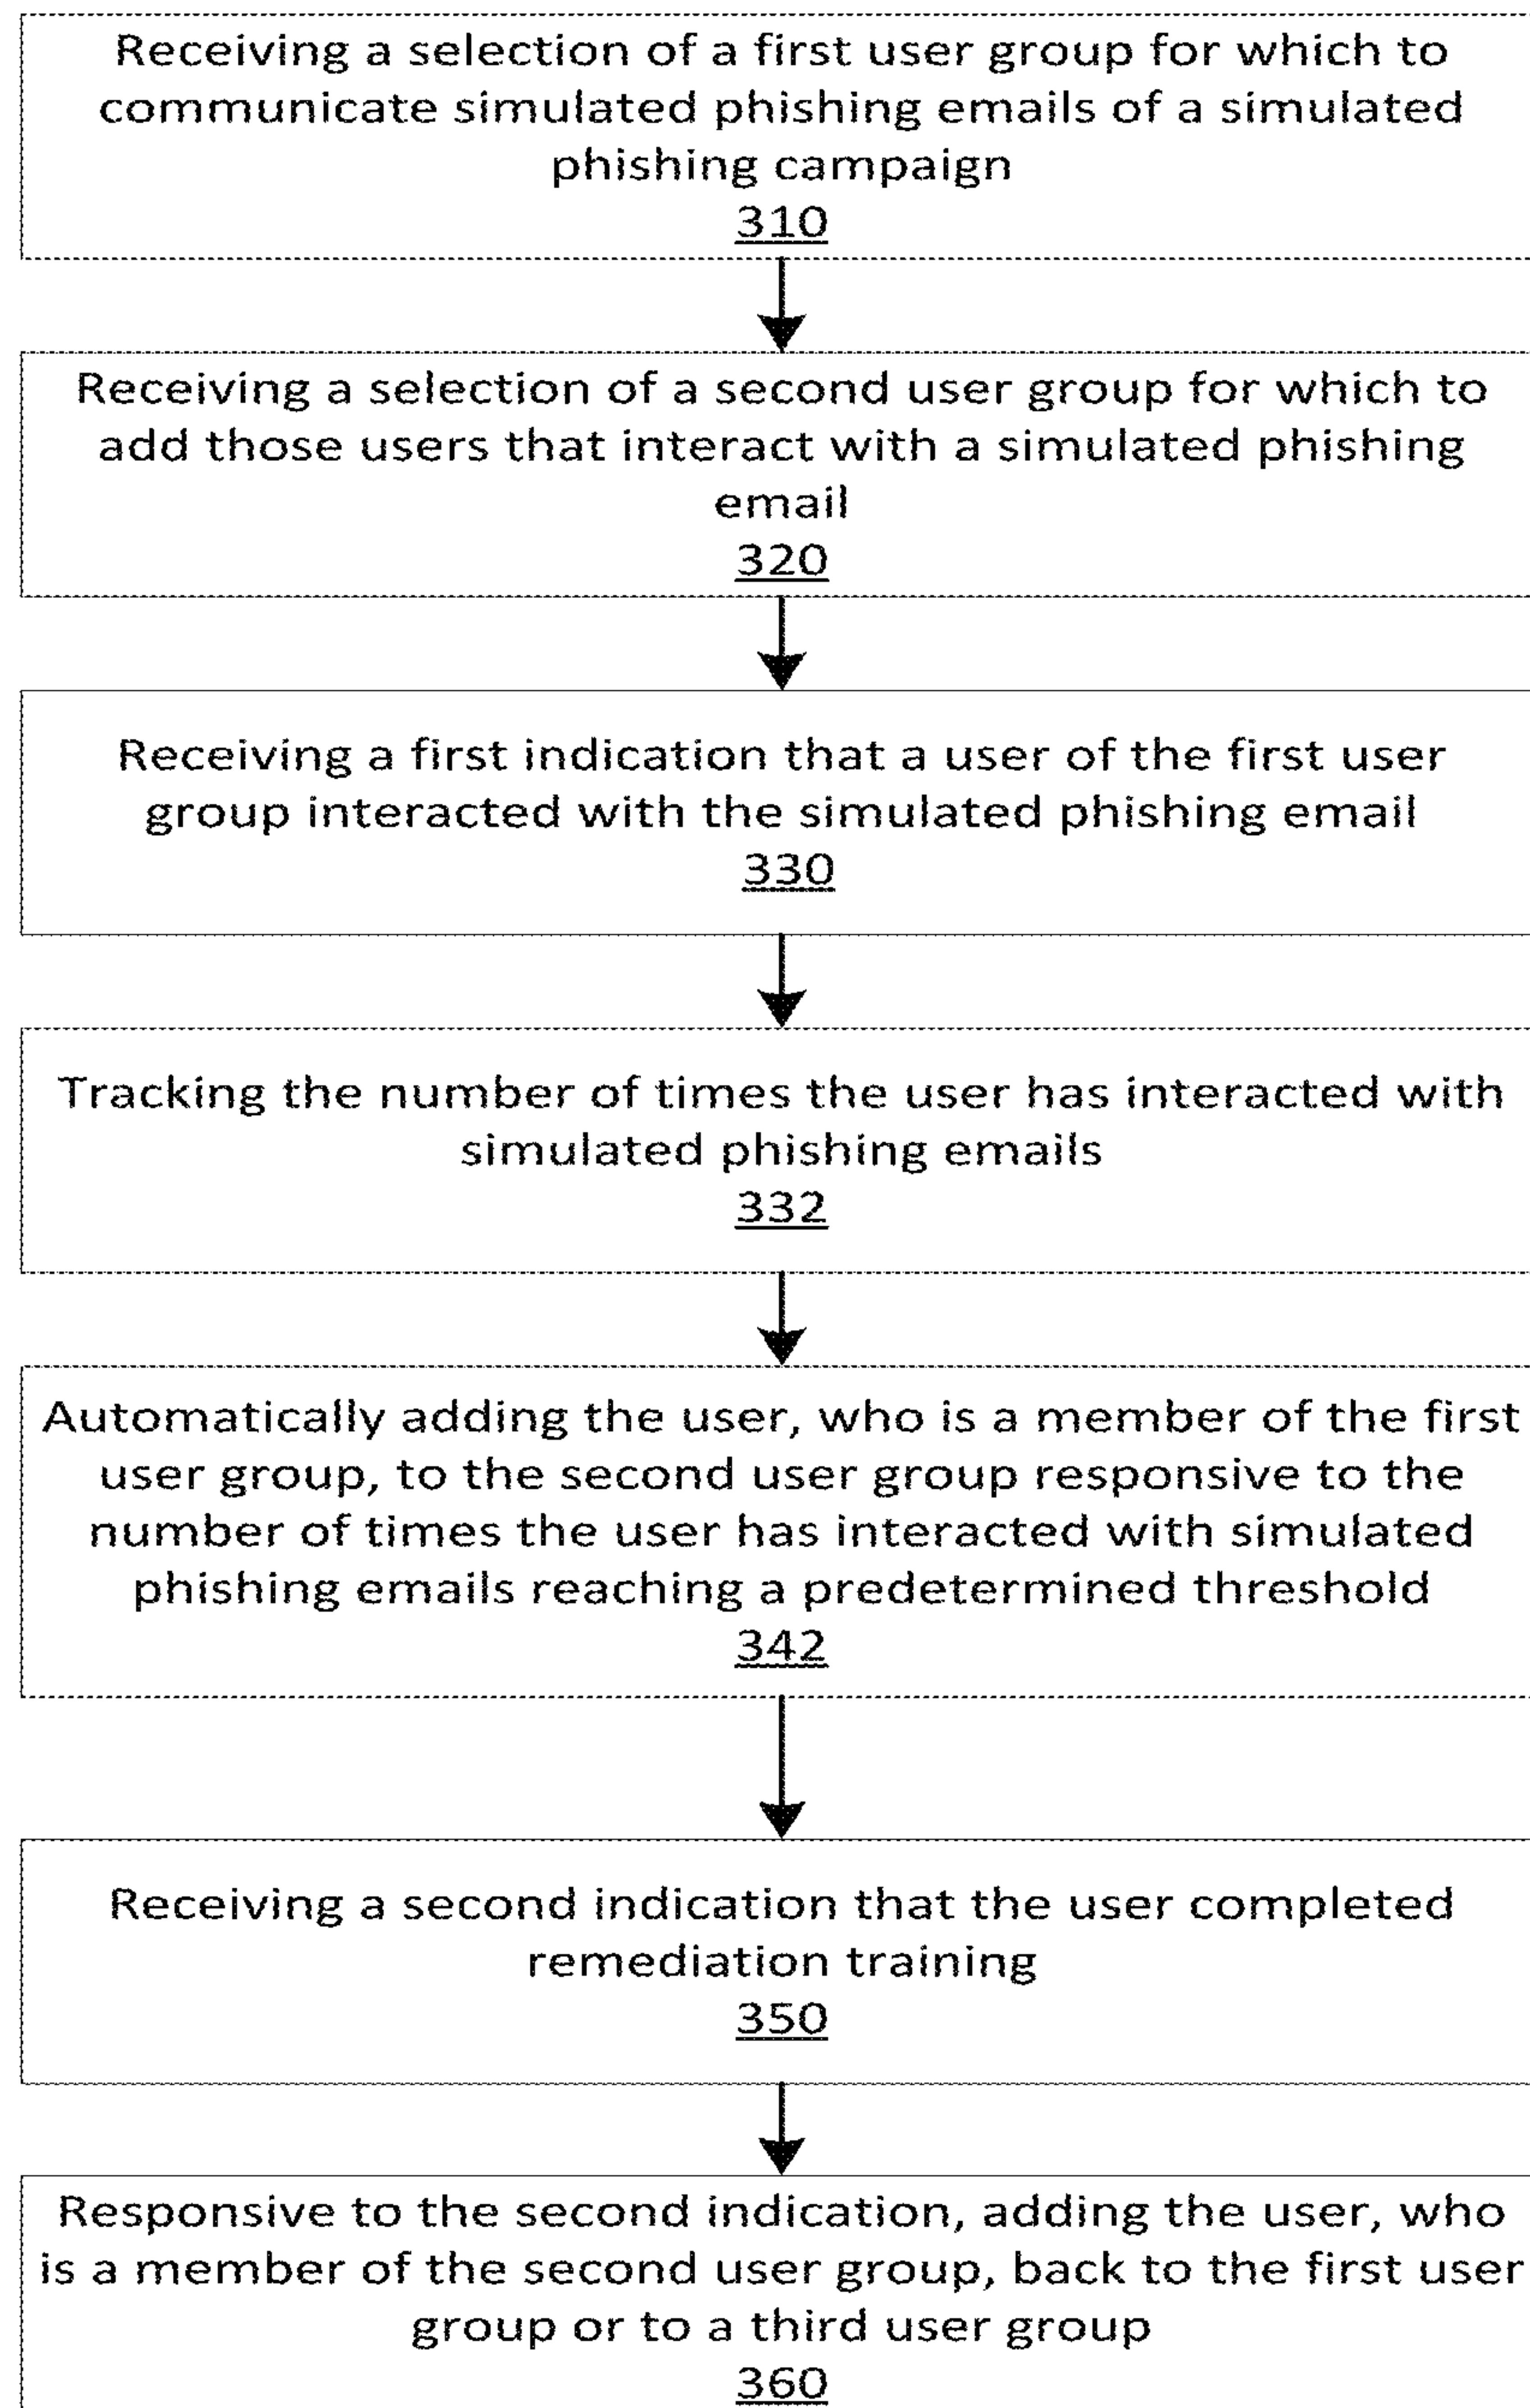 Receiving a selection of a first user group for which to
communicate simulated phishing emails of a simulated
phishing campaign
310
Receiving a selection of a second user group for which to
add those users that interact with a simulated phishing
email
320
Receiving a first indication that a user of the first user
group interacted with the simulated phishing email
330
Tracking the number of times the user has interacted with
simulated phishing emails
332
Automatically adding the user, who is a member of the first
user group, to the second user group responsive to the
number of times the user has interacted with simulated
phishing emails reaching a predetermined threshold
342
Receiving a second indication that the user completed
remediation training
350
Responsive to the second indication, adding the user, who
is a member of the second user group, back to the first user
group or to a third user group
360